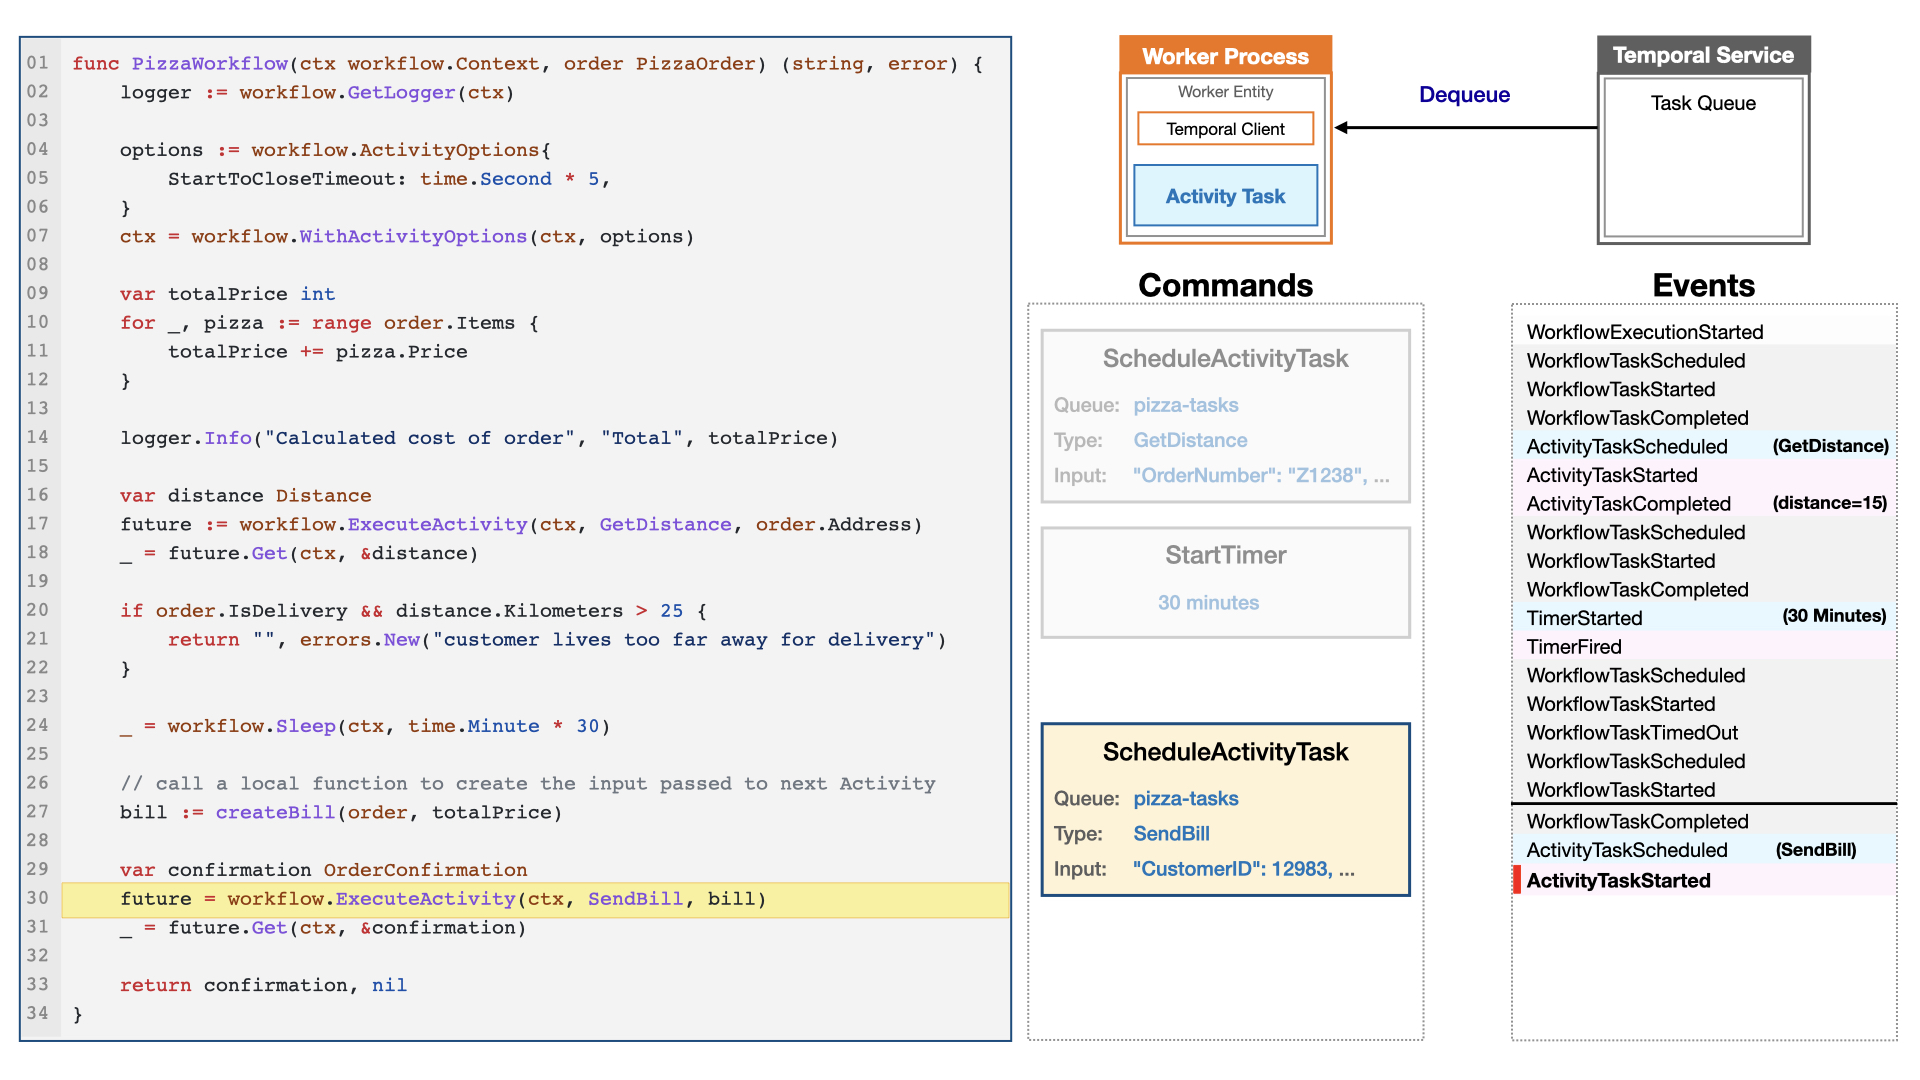 01 func PizzaWorkflow(ctx workflow.Context, order PizzaOrder) (string, error) {
02     logger := workflow.GetLogger(ctx)
03
04     options := workflow.ActivityOptions{
05         StartToCloseTimeout: time.Second * 5,
06     }
07     ctx = workflow.WithActivityOptions(ctx, options)
08
09     var totalPrice int
10     for _, pizza := range order.Items {
11         totalPrice += pizza.Price
12     }
13
14     logger.Info("Calculated cost of order", "Total", totalPrice)
15
16     var distance Distance
17     future := workflow.ExecuteActivity(ctx, GetDistance, order.Address)
18     _ = future.Get(ctx, &distance)
19
20     if order.IsDelivery && distance.Kilometers > 25 {
21         return "", errors.New("customer lives too far away for delivery")
22     }
23
24     _ = workflow.Sleep(ctx, time.Minute * 30)
25
26     // call a local function to create the input passed to next Activity
27     bill := createBill(order, totalPrice)
28
29     var confirmation OrderConfirmation
30     future = workflow.ExecuteActivity(ctx, SendBill, bill)
31     _ = future.Get(ctx, &confirmation)
32
33     return confirmation, nil
34 }
Worker Process
Worker Entity
Temporal Client
Activity Task
Dequeue
Temporal Service
Task Queue
Commands
ScheduleActivityTask
Queue: pizza-tasks
Type: GetDistance
Input: "OrderNumber": "Z1238", ...
StartTimer
30 minutes
ScheduleActivityTask
Queue: pizza-tasks
Type: SendBill
Input: "CustomerID": 12983, ...
Events
WorkflowExecutionStarted
WorkflowTaskScheduled
WorkflowTaskStarted
WorkflowTaskCompleted
ActivityTaskScheduled (GetDistance)
ActivityTaskStarted
ActivityTaskCompleted (distance=15)
WorkflowTaskScheduled
WorkflowTaskStarted
WorkflowTaskCompleted
TimerStarted (30 Minutes)
TimerFired
WorkflowTaskScheduled
WorkflowTaskStarted
WorkflowTaskTimedOut
WorkflowTaskScheduled
WorkflowTaskStarted
WorkflowTaskCompleted
ActivityTaskScheduled (SendBill)
ActivityTaskStarted